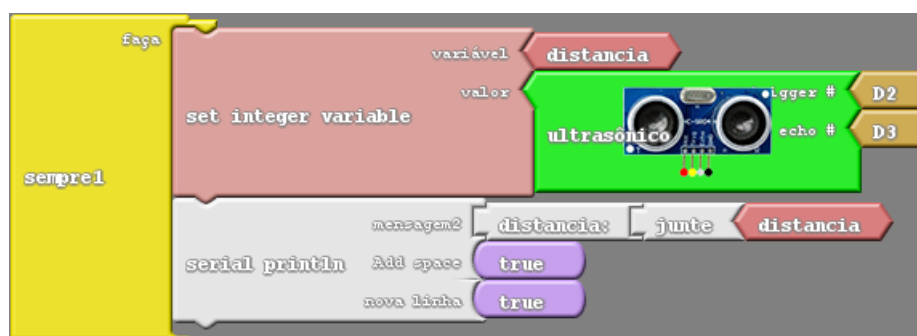 faça
variável distancia
valor
igger # D2
set integer variable
ultrasônico
echo # D3
sempre1
mensagem2 distancia: junte distancia
serial println
Add space true
nova linha true